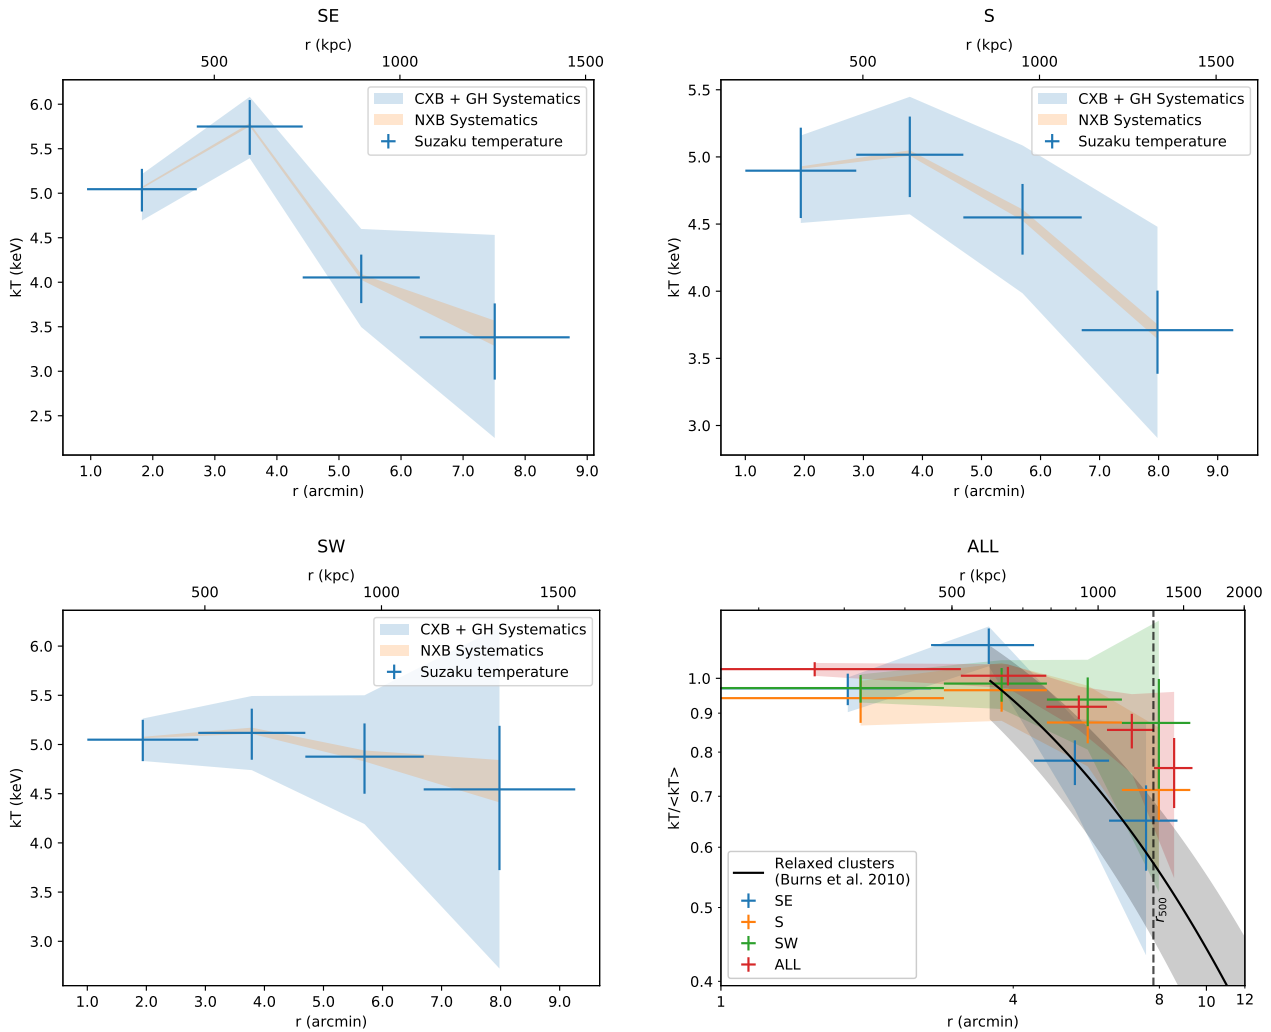 SE
r (kpc)
500 1000 1500
6.0
5.5
5.0
4.5
4.0
3.5
3.0
2.5
kT (keV)
CXB + GH Systematics
NXB Systematics
Suzaku temperature
1.0 2.0 3.0 4.0 5.0 6.0 7.0 8.0 9.0
r (arcmin)
S
r (kpc)
500 1000 1500
5.5
5.0
4.5
4.0
3.5
3.0
kT (keV)
CXB + GH Systematics
NXB Systematics
Suzaku temperature
1.0 2.0 3.0 4.0 5.0 6.0 7.0 8.0 9.0
r (arcmin)
SW
r (kpc)
500 1000 1500
6.0
5.5
5.0
4.5
4.0
3.5
3.0
kT (keV)
CXB + GH Systematics
NXB Systematics
Suzaku temperature
1.0 2.0 3.0 4.0 5.0 6.0 7.0 8.0 9.0
r (arcmin)
ALL
r (kpc)
500 1000 1500 2000
1.0
0.9
0.8
0.7
0.6
0.5
0.4
kT/<kT>
Relaxed clusters
(Burns et al. 2010)
SE
S
SW
ALL
r500
1 4 8 10 12
r (arcmin)